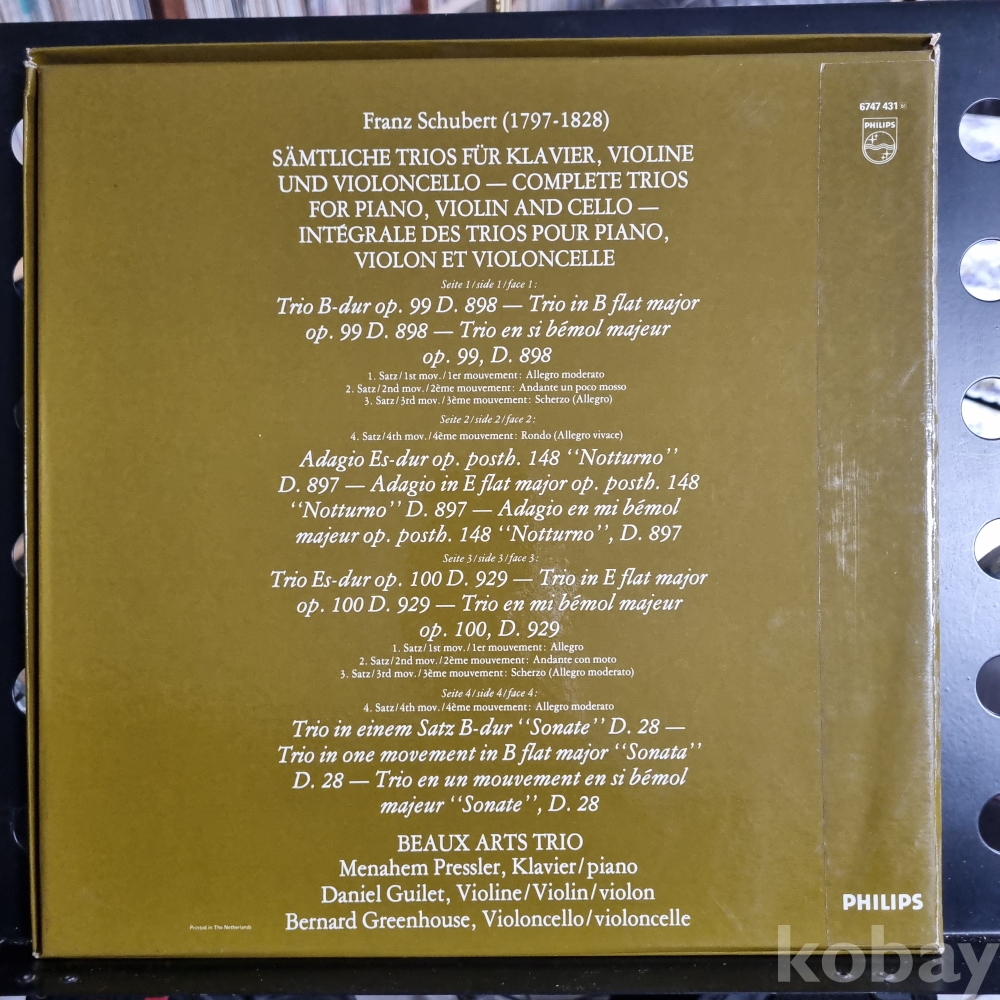 Franz Schubert (1797-1828)
SÄMTLICHE TRIOS FÜR KLAVIER, VIOLINE
UND VIOLONCELLO — COMPLETE TRIOS
FOR PIANO, VIOLIN AND CELLO —
INTÉGRALE DES TRIOS POUR PIANO,
VIOLON ET VIOLONCELLE
Seite 1/side 1/face 1:
Trio B-dur op. 99 D. 898 — Trio in B flat major
op. 99 D. 898 — Trio en si bémol majeur
op. 99, D. 898
1. Satz/1st mov./1er mouvement: Allegro moderato
2. Satz/2nd mov./2ème mouvement: Andante un poco mosso
3. Satz/3rd mov./3ème mouvement: Scherzo (Allegro)
Seite 2/side 2/face 2:
4. Satz/4th mov./4ème mouvement: Rondo (Allegro vivace)
Adagio Es-dur op. posth. 148 ‘‘Notturno’’
D. 897 — Adagio in E flat major op. posth. 148
‘‘Notturno’’ D. 897 — Adagio en mi bémol
majeur op. posth. 148 ‘‘Notturno’’, D. 897
Seite 3/side 3/face 3:
Trio Es-dur op. 100 D. 929 — Trio in E flat major
op. 100 D. 929 — Trio en mi bémol majeur
op. 100, D. 929
1. Satz/1st mov./1er mouvement: Allegro
2. Satz/2nd mov./2ème mouvement: Andante con moto
3. Satz/3rd mov./3ème mouvement: Scherzo (Allegro moderato)
Seite 4/side 4/face 4:
4. Satz/4th mov./4ème mouvement: Allegro moderato
Trio in einem Satz B-dur ‘‘Sonate’’ D. 28 —
Trio in one movement in B flat major ‘‘Sonata’’
D. 28 — Trio en un mouvement en si bémol
majeur ‘‘Sonate’’, D. 28
BEAUX ARTS TRIO
Menahem Pressler, Klavier/piano
Daniel Guilet, Violine/Violin/violon
Bernard Greenhouse, Violoncello/violoncelle
Printed in The Netherlands
6747 431
PHILIPS
PHILIPS
kobay